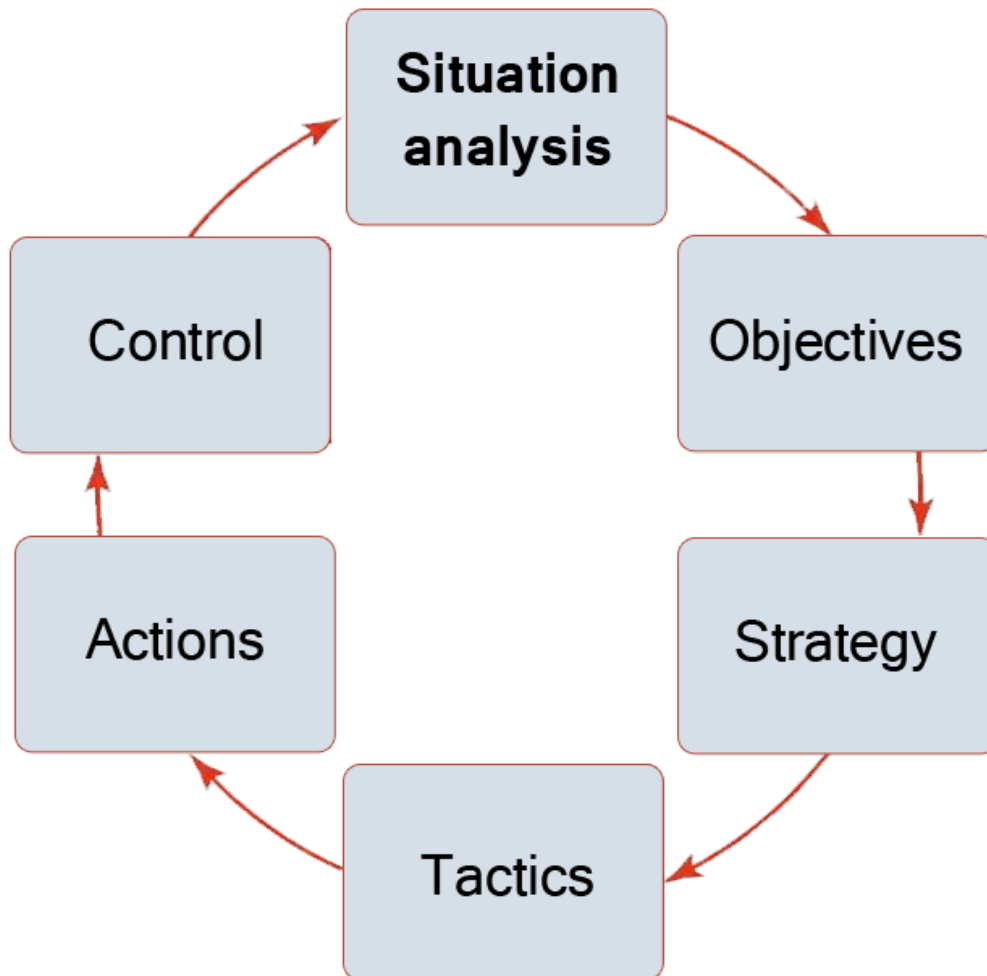 Situation
analysis
Objectives
Strategy
Tactics
Actions
Control